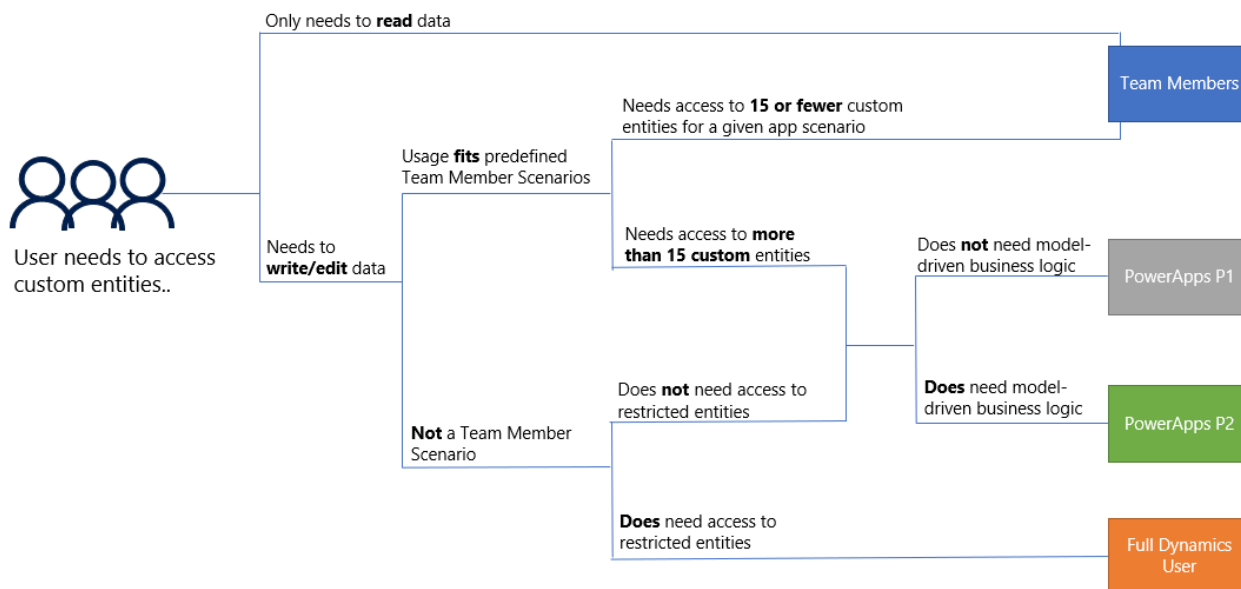 Only needs to read data
Team Members
Needs access to 15 or fewer custom
entities for a given app scenario
Usage fits predefined
Team Member Scenarios
User needs to access
custom entities..
Needs to
write/edit data
Needs access to more
than 15 custom entities
Does not need model-
driven business logic
PowerApps P1
Does not need access to
restricted entities
Does need model-
driven business logic
PowerApps P2
Not a Team Member
Scenario
Does need access to
restricted entities
Full Dynamics
User